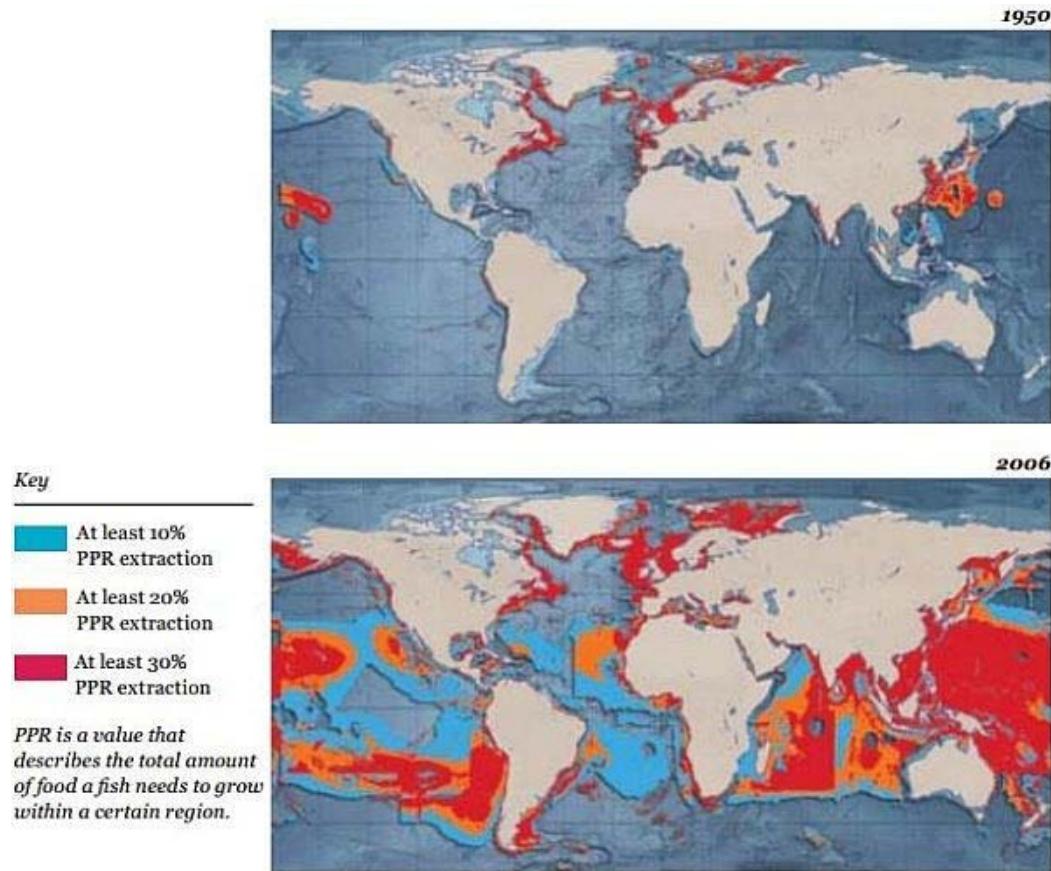 1950
2006
Key
At least 10%
PPR extraction
At least 20%
PPR extraction
At least 30%
PPR extraction
PPR is a value that
describes the total amount
of food a fish needs to grow
within a certain region.